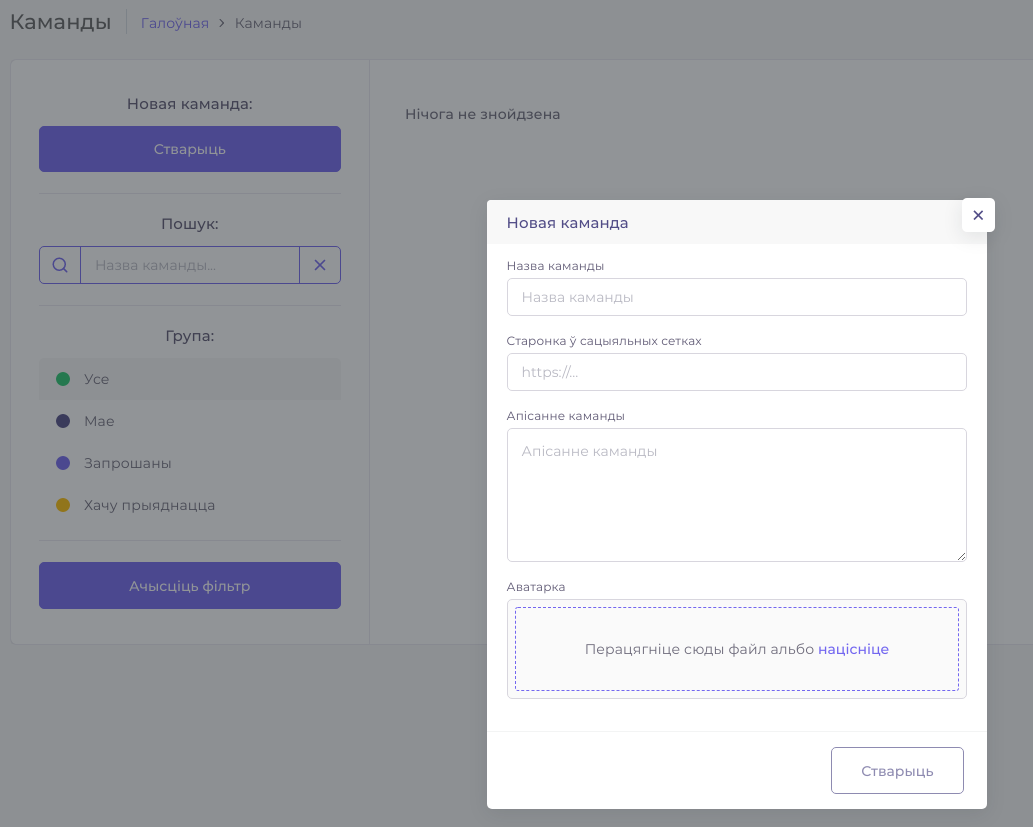 Каманды
Галоўная > Каманды
Новая каманда:
Стварыць
Пошук:
Назва каманды...
Група:
Усе
Мае
Запрошаны
Хачу прыяднацца
Ачысціць фільтр
Нічога не знойдзена
Новая каманда
Назва каманды
Назва каманды
Старонка ў сацыяльных сетках
https://...
Апісанне каманды
Апісанне каманды
Аватарка
Перацягніце сюды файл альбо націсніце
Стварыць